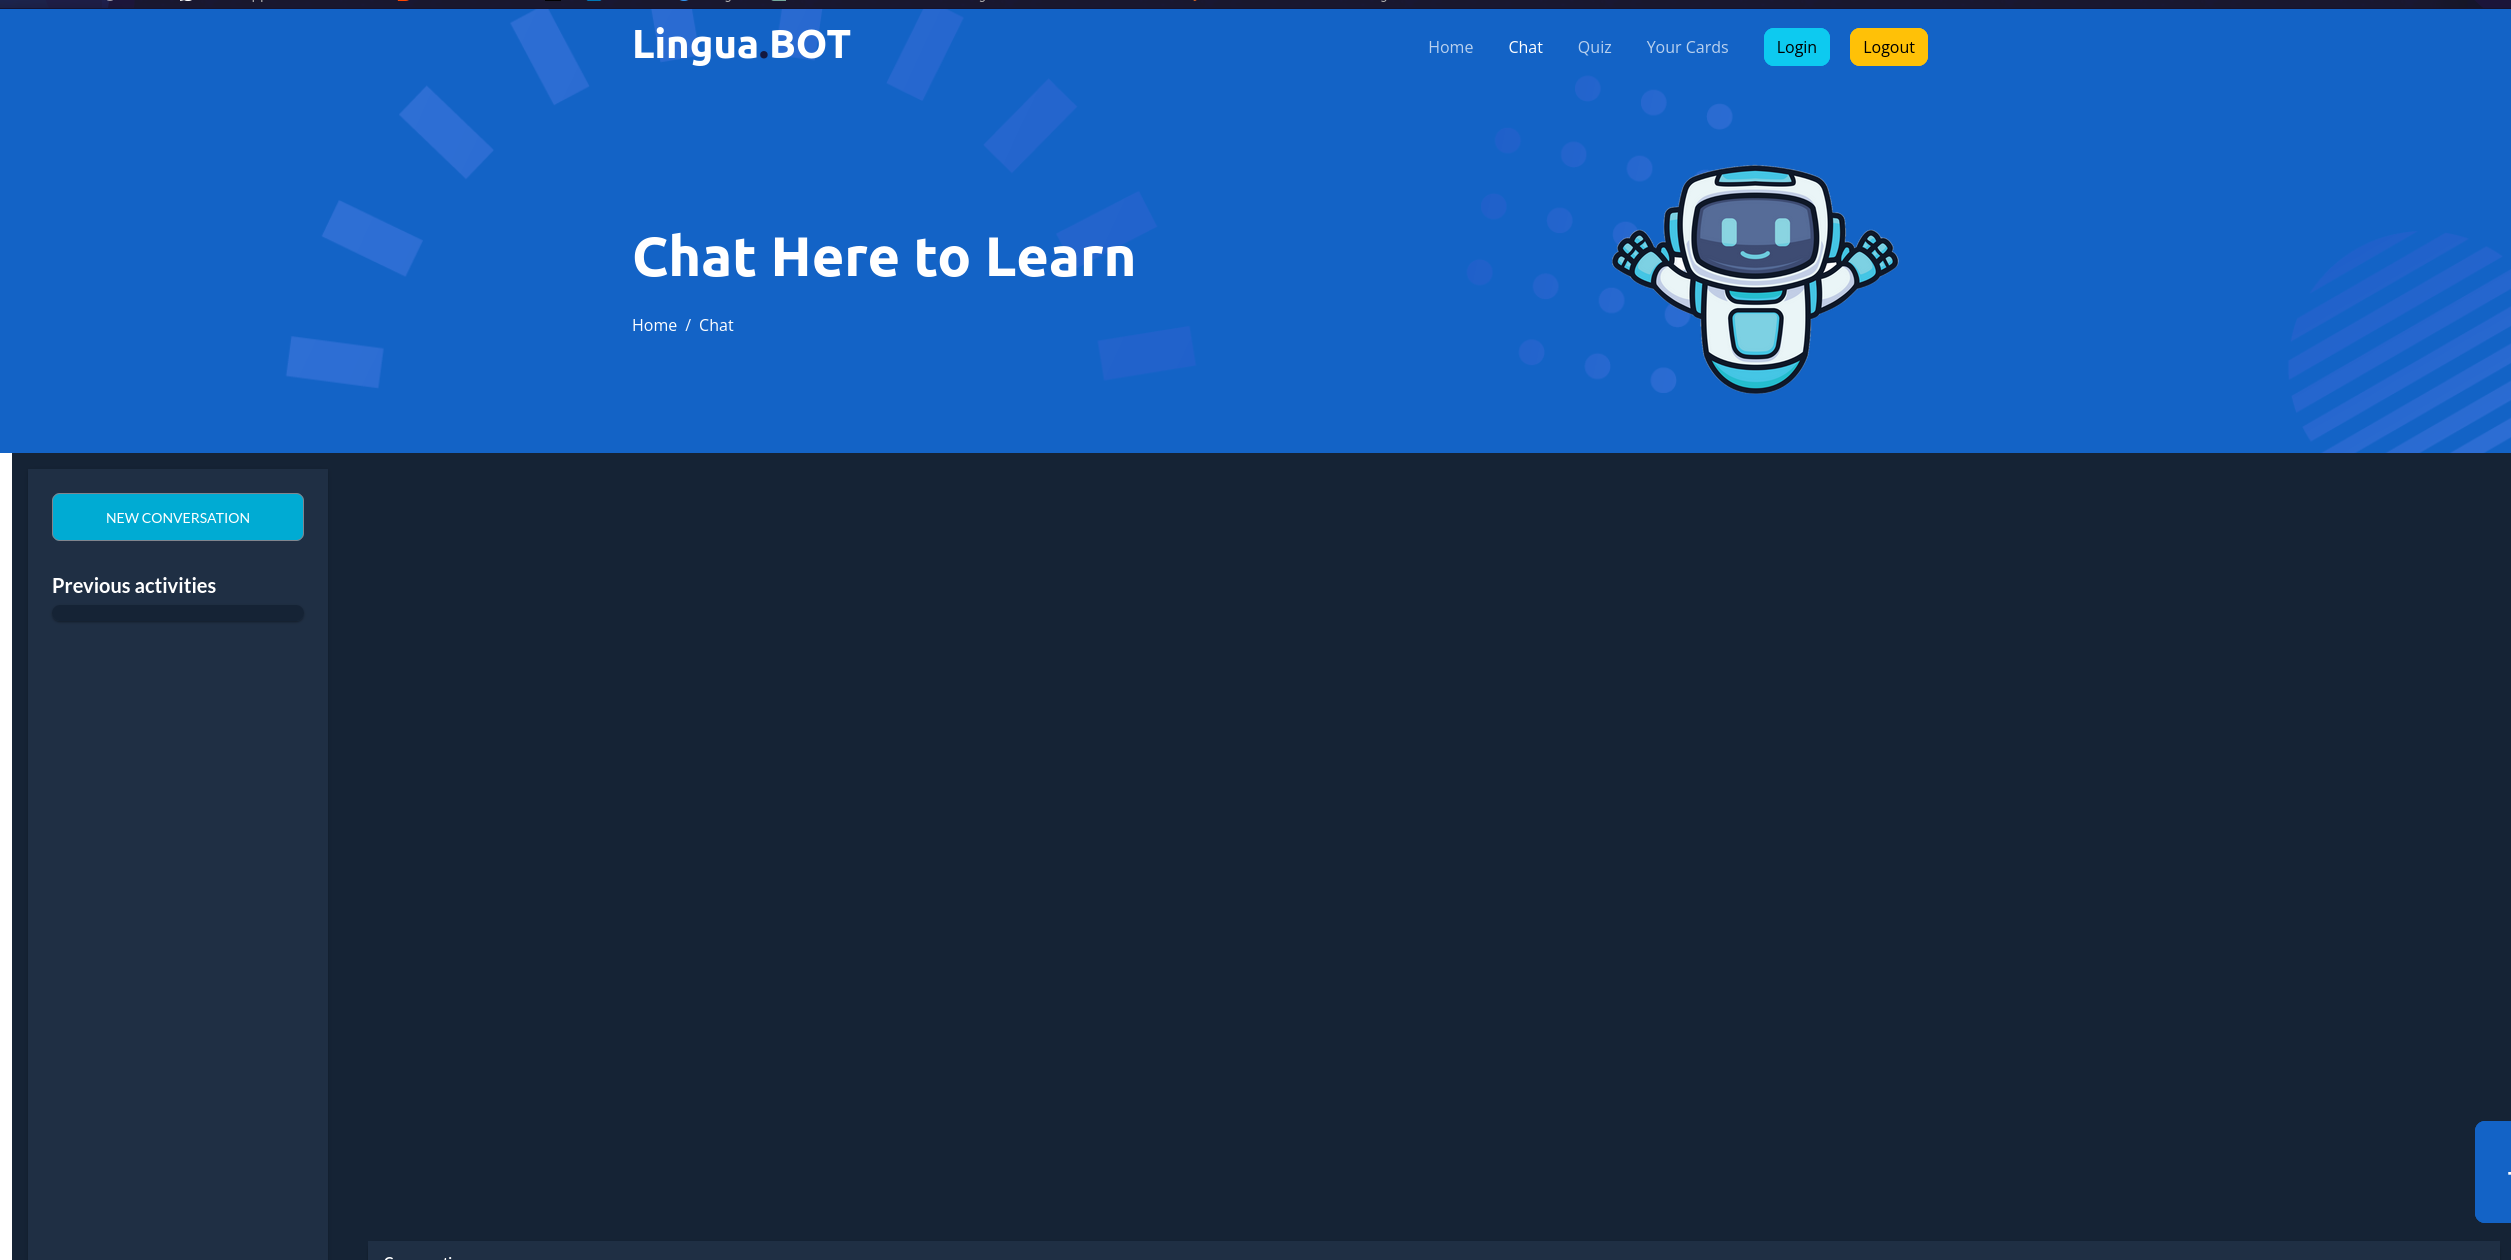 Lingua.BOT
Home Chat Quiz Your Cards Login Logout
Chat Here to Learn
Home / Chat
NEW CONVERSATION
Previous activities